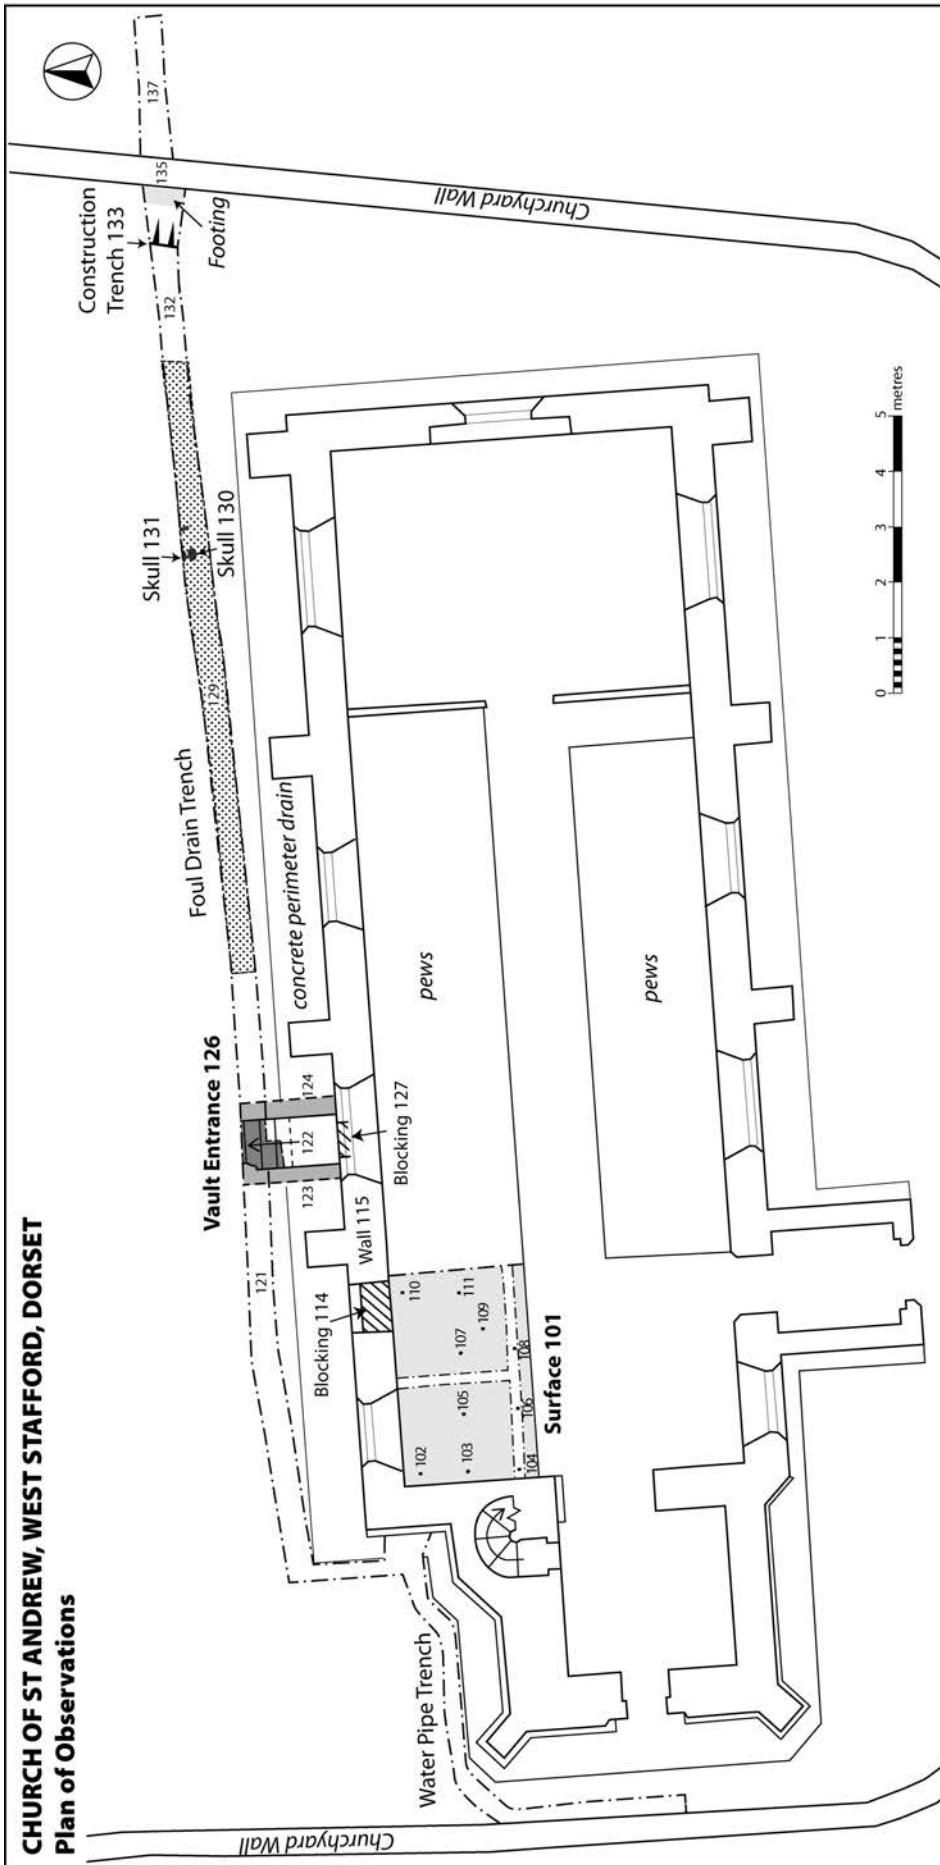 CHURCH OF ST ANDREW, WEST STAFFORD, DORSET
Plan of Observations
Churchyard Wall
Water Pipe Trench
121
Vault Entrance 126
123
122
124
Foul Drain Trench
concrete perimeter drain
129
Skull 131
Skull 130
132
Construction
Trench 133
Footing
135
137
Churchyard Wall
Blocking 114
Wall 115
Blocking 127
102
103
104
105
106
107
108
109
110
111
Surface 101
pews
pews
0
1
2
3
4
5
metres